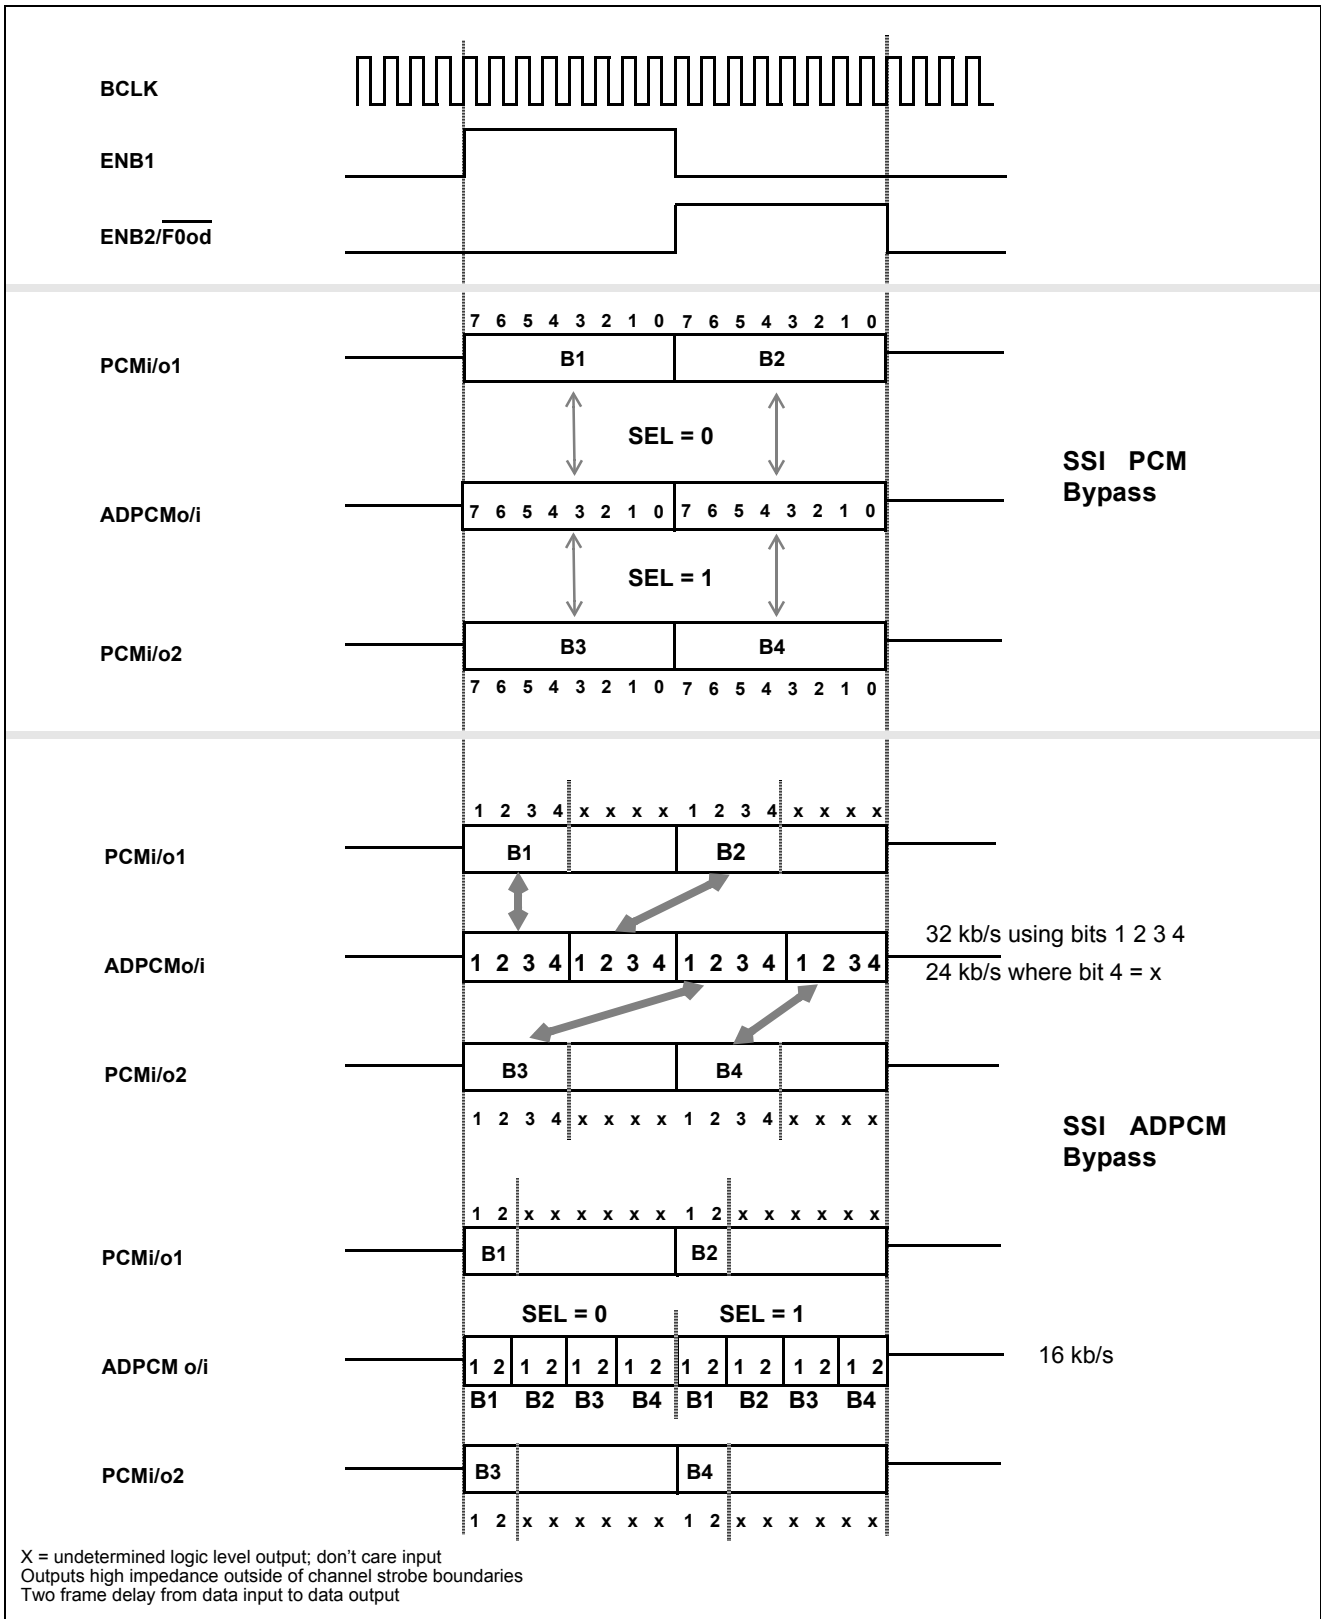 BCLK
ENB1
ENB2/F0od
7 6 5 4 3 2 1 0 7 6 5 4 3 2 1 0
PCMi/o1
B1
B2
SEL = 0
SSI PCM
Bypass
ADPCMo/i
7 6 5 4 3 2 1 0 7 6 5 4 3 2 1 0
SEL = 1
PCMi/o2
B3
B4
7 6 5 4 3 2 1 0 7 6 5 4 3 2 1 0
1 2 3 4 x x x x 1 2 3 4 x x x x
PCMi/o1
B1
B2
32 kb/s using bits 1 2 3 4
ADPCMo/i
1 2 3 4 1 2 3 4 1 2 3 4 1 2 3 4
24 kb/s where bit 4 = x
PCMi/o2
B3
B4
1 2 3 4 x x x x 1 2 3 4 x x x x
SSI ADPCM
Bypass
1 2 x x x x x x 1 2 x x x x x x
PCMi/o1
B1
B2
SEL = 0
SEL = 1
ADPCM o/i
1 2 1 2 1 2 1 2 1 2 1 2 1 2 1 2
16 kb/s
B1 B2 B3 B4 B1 B2 B3 B4
PCMi/o2
B3
B4
1 2 x x x x x x 1 2 x x x x x x
X = undetermined logic level output; don't care input
Outputs high impedance outside of channel strobe boundaries
Two frame delay from data input to data output